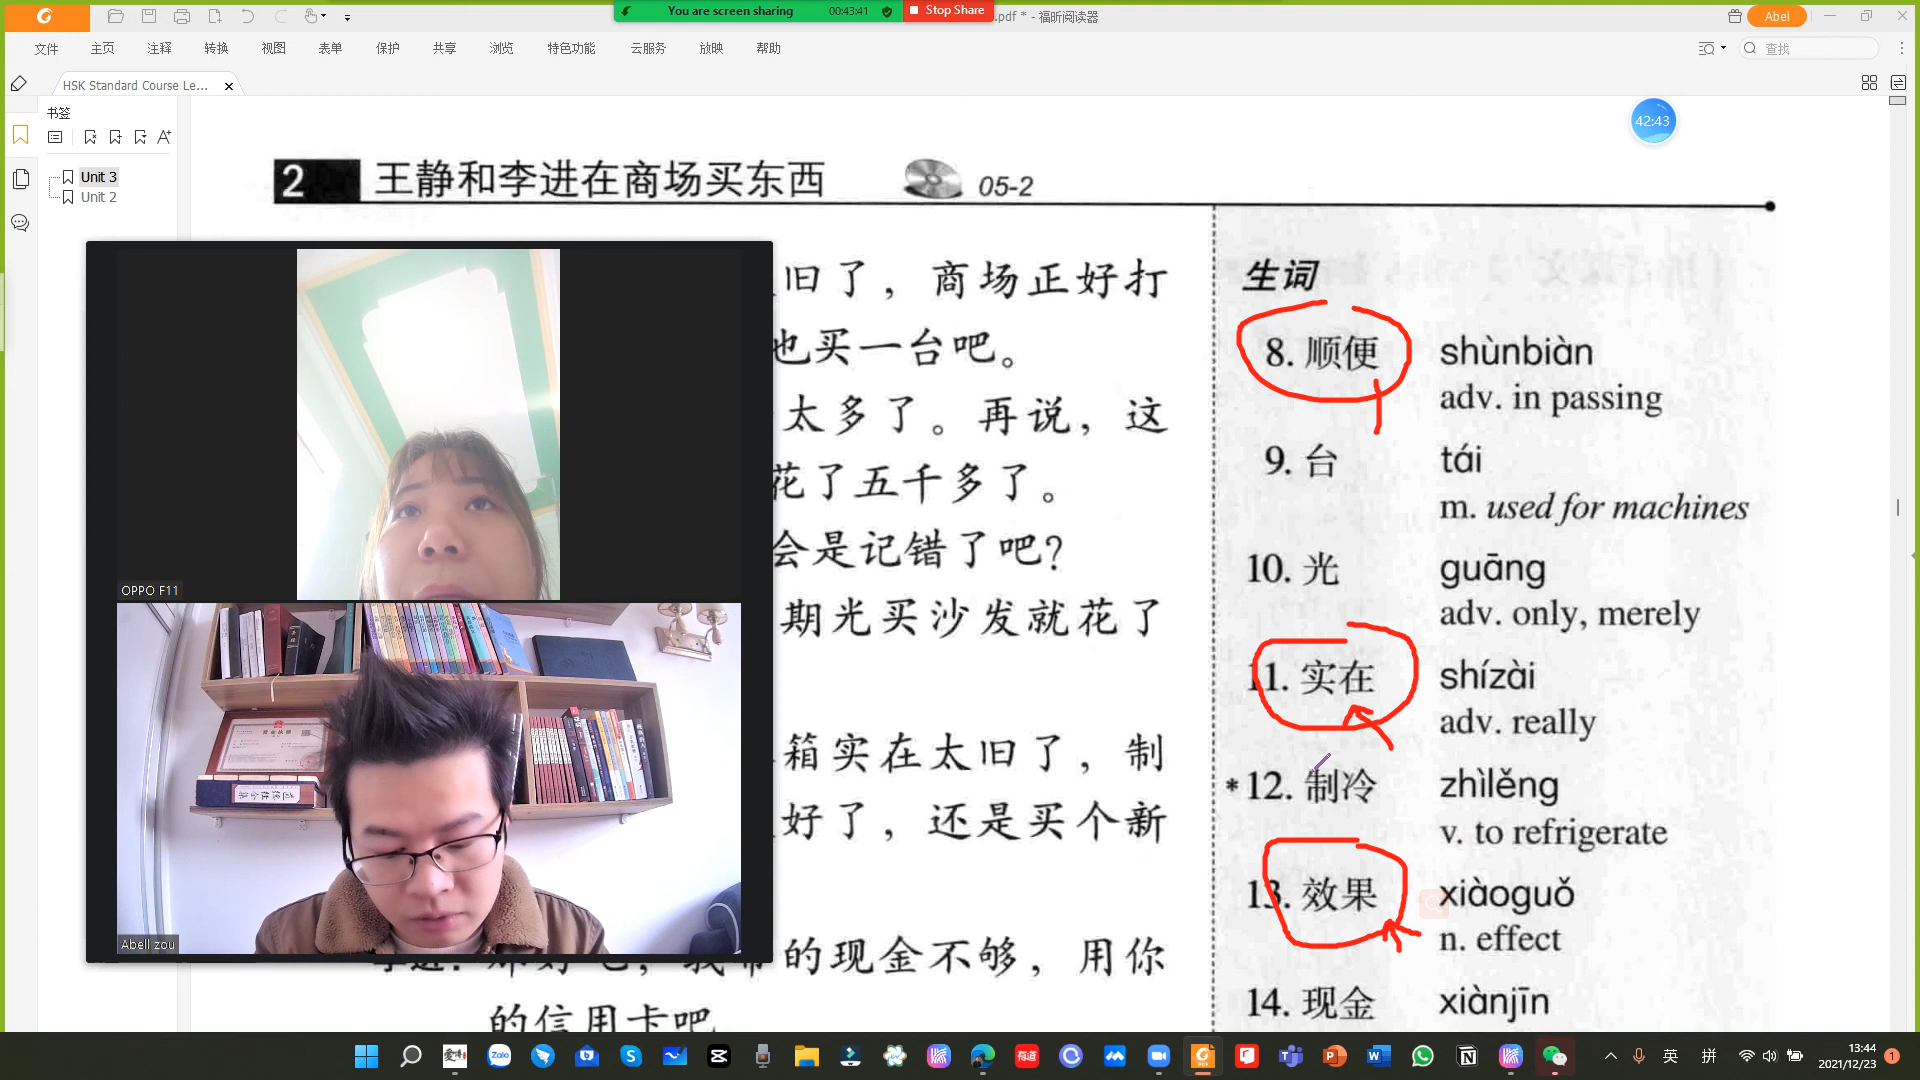 You are screen sharing
00:43:41
Stop Share
.pdf * - 福昕阅读器
Abel
文件
主页
注释
转换
视图
表单
保护
共享
浏览
特色功能
云服务
放映
帮助
查找
HSK Standard Course Le...
书签
Unit 3
Unit 2
42:43
2 王静和李进在商场买东西 05-2
旧了，商场正好打
也买一台吧。
太多了。再说，这
花了五千多了。
会是记错了吧？
期光买沙发就花了
箱实在太旧了，制
好了，还是买个新
的现金不够，用你
的信用卡吧
生词
8. 顺便 shùnbiàn
adv. in passing
9. 台 tái
m. used for machines
10. 光 guāng
adv. only, merely
11. 实在 shízài
adv. really
*12. 制冷 zhìlěng
v. to refrigerate
13. 效果 xiàoguǒ
n. effect
14. 现金 xiànjīn
OPPO F11
Abell zou
Zalo
有道
英
拼
13:44
2021/12/23
1